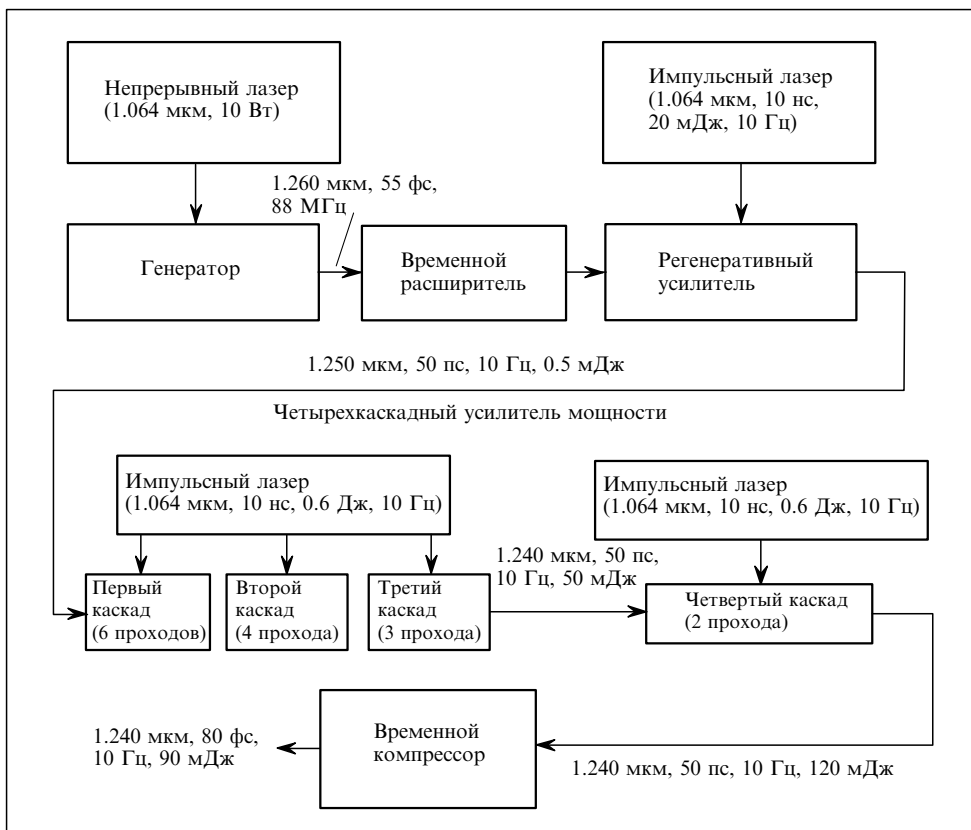 Непрерывный лазер
(1.064 мкм, 10 Вт)
Импульсный лазер
(1.064 мкм, 10 нс,
20 мДж, 10 Гц)
1.260 мкм, 55 фс,
88 МГц
Генератор
Временной
расширитель
Регенеративный
усилитель
1.250 мкм, 50 пс, 10 Гц, 0.5 мДж
Четырехкаскадный усилитель мощности
Импульсный лазер
(1.064 мкм, 10 нс, 0.6 Дж, 10 Гц)
Импульсный лазер
(1.064 мкм, 10 нс, 0.6 Дж, 10 Гц)
1.240 мкм, 50 пс,
10 Гц, 50 мДж
Первый
каскад
(6 проходов)
Второй
каскад
(4 прохода)
Третий
каскад
(3 прохода)
Четвертый каскад
(2 прохода)
1.240 мкм, 80 фс,
10 Гц, 90 мДж
Временной
компрессор
1.240 мкм, 50 пс, 10 Гц, 120 мДж